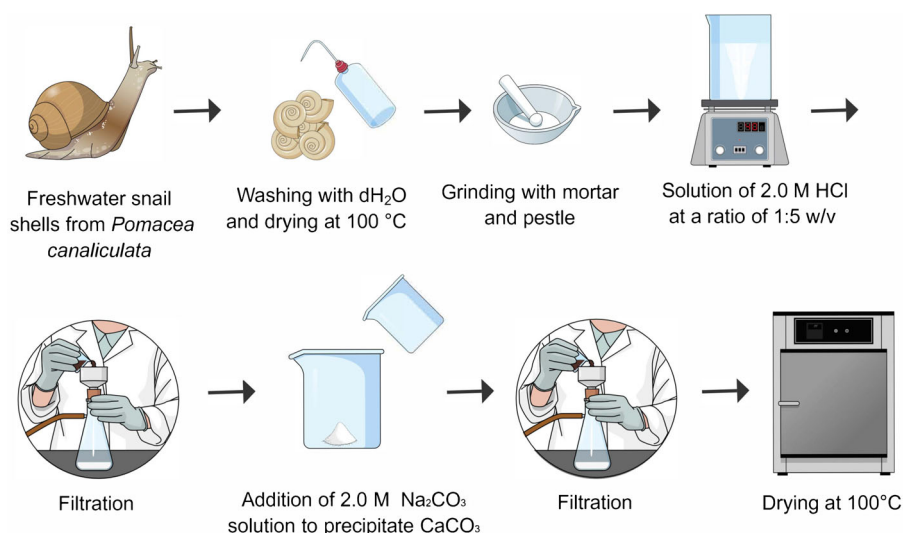 Freshwater snail
shells from Pomacea
canaliculata
Washing with dH₂O
and drying at 100 °C
Grinding with mortar
and pestle
Solution of 2.0 M HCl
at a ratio of 1:5 w/v
Filtration
Addition of 2.0 M Na₂CO₃
solution to precipitate CaCO₃
Filtration
Drying at 100°C